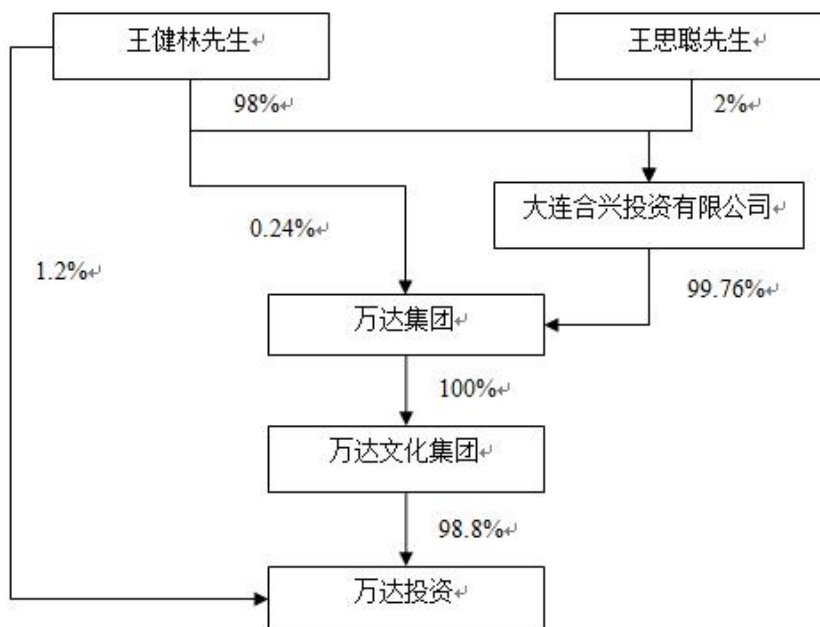 王健林先生↵
王思聪先生↵
98%↵
2%↵
大连合兴投资有限公司↵
0.24%↵
1.2%↵
99.76%↵
万达集团↵
100%↵
万达文化集团↵
98.8%↵
万达投资↵